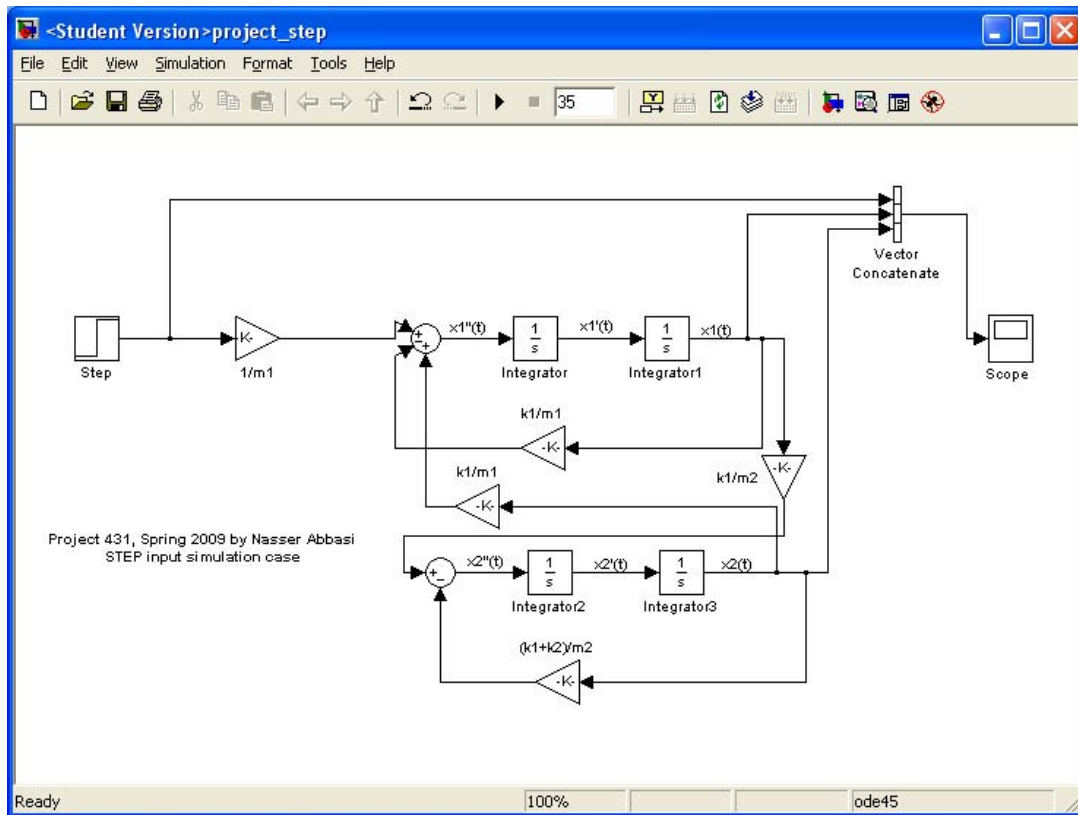 <Student Version>project_step
File Edit View Simulation Format Tools Help
35
Vector
Concatenate
Step
K-
1/m1
+
-
+
x1''(t)
1
s
Integrator
x1'(t)
1
s
Integrator1
x1(t)
Scope
k1/m1
-K-
k1/m1
-K-
k1/m2
-K-
Project 431, Spring 2009 by Nasser Abbasi
STEP input simulation case
+
-
x2''(t)
1
s
Integrator2
x2'(t)
1
s
Integrator3
x2(t)
(k1+k2)/m2
-K-
Ready 100% ode45